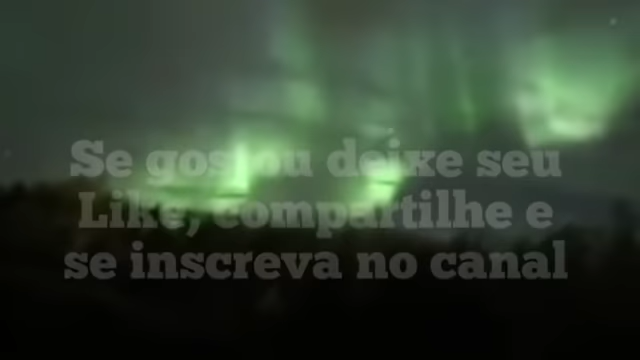 Se gostou deixe seu
Like, compartilhe e
se inscreva no canal